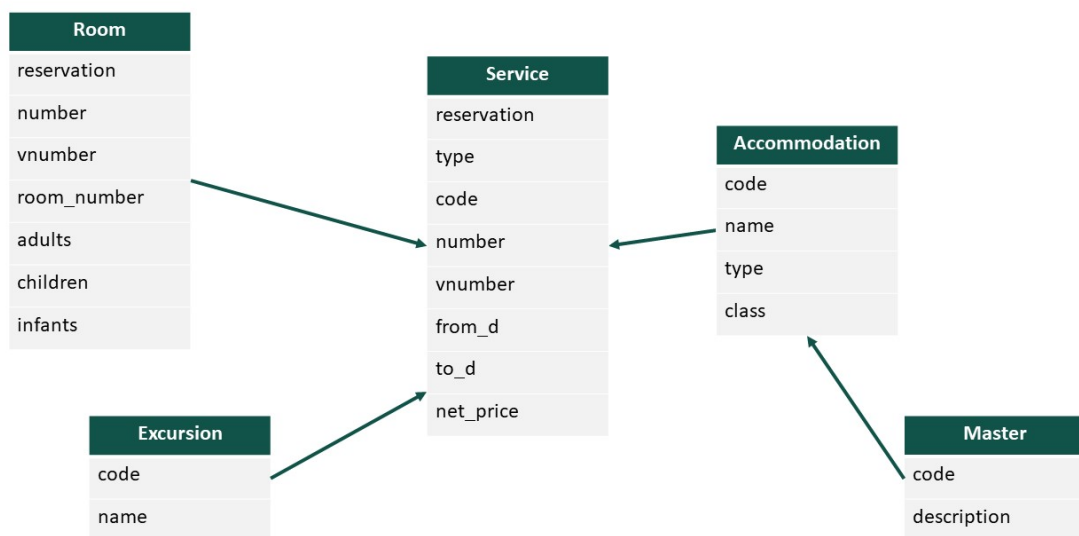 Room
reservation
number
vnumber
room_number
adults
children
infants
Service
reservation
type
code
number
vnumber
from_d
to_d
net_price
Accommodation
code
name
type
class
Excursion
code
name
Master
code
description